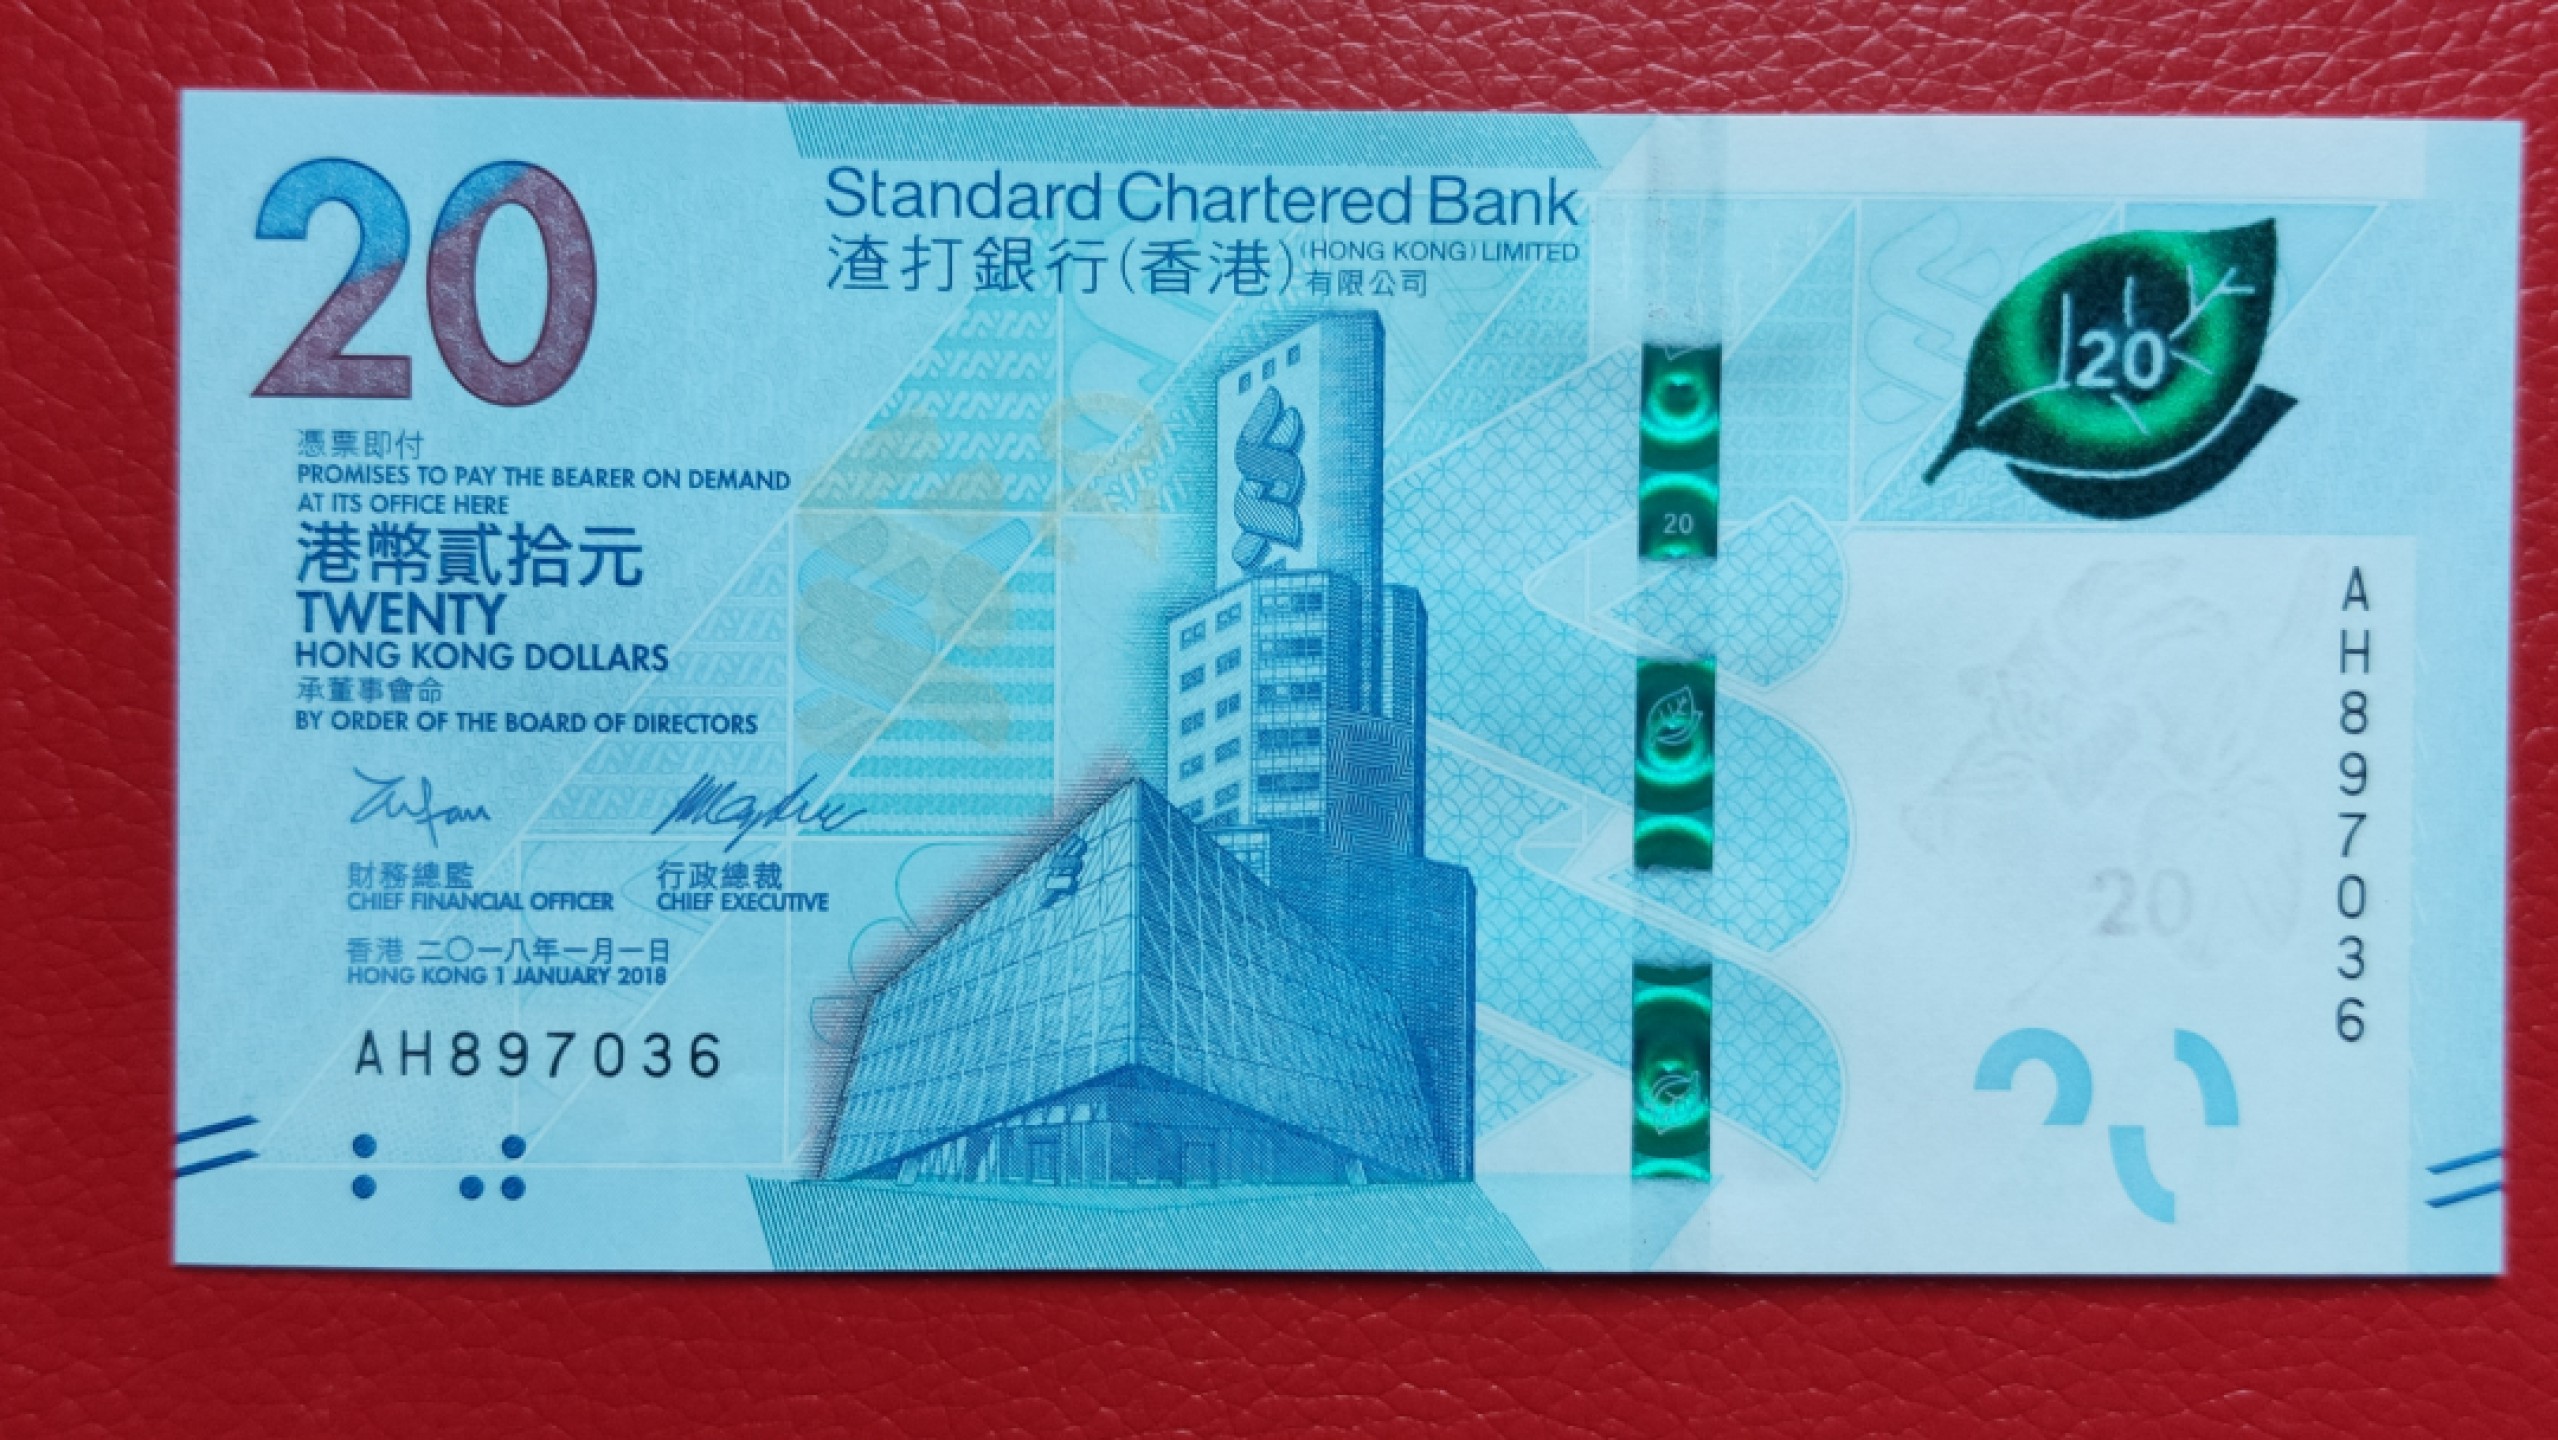 20
Standard Chartered Bank
渣打銀行(香港)(HONG KONG) LIMITED
有限公司
20
憑票即付
PROMISES TO PAY THE BEARER ON DEMAND
AT ITS OFFICE HERE
港幣貳拾元
TWENTY
HONG KONG DOLLARS
承董事會命
BY ORDER OF THE BOARD OF DIRECTORS
財務總監 行政總裁
CHIEF FINANCIAL OFFICER CHIEF EXECUTIVE
香港 二〇一八年一月一日
HONG KONG 1 JANUARY 2018
AH897036
20
20
20
AH897036